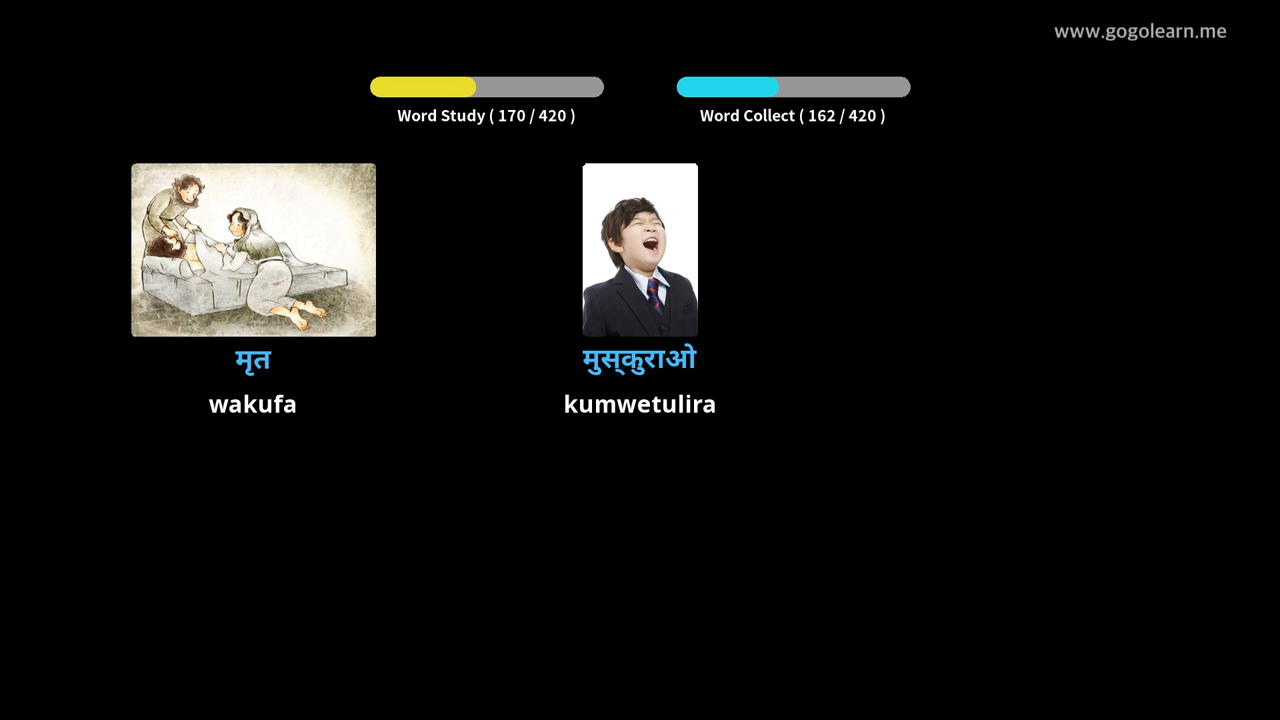 www.gogolearn.me
Word Study ( 170 / 420 )
Word Collect ( 162 / 420 )
मृत
wakufa
मुस्कुराओ
kumwetulira